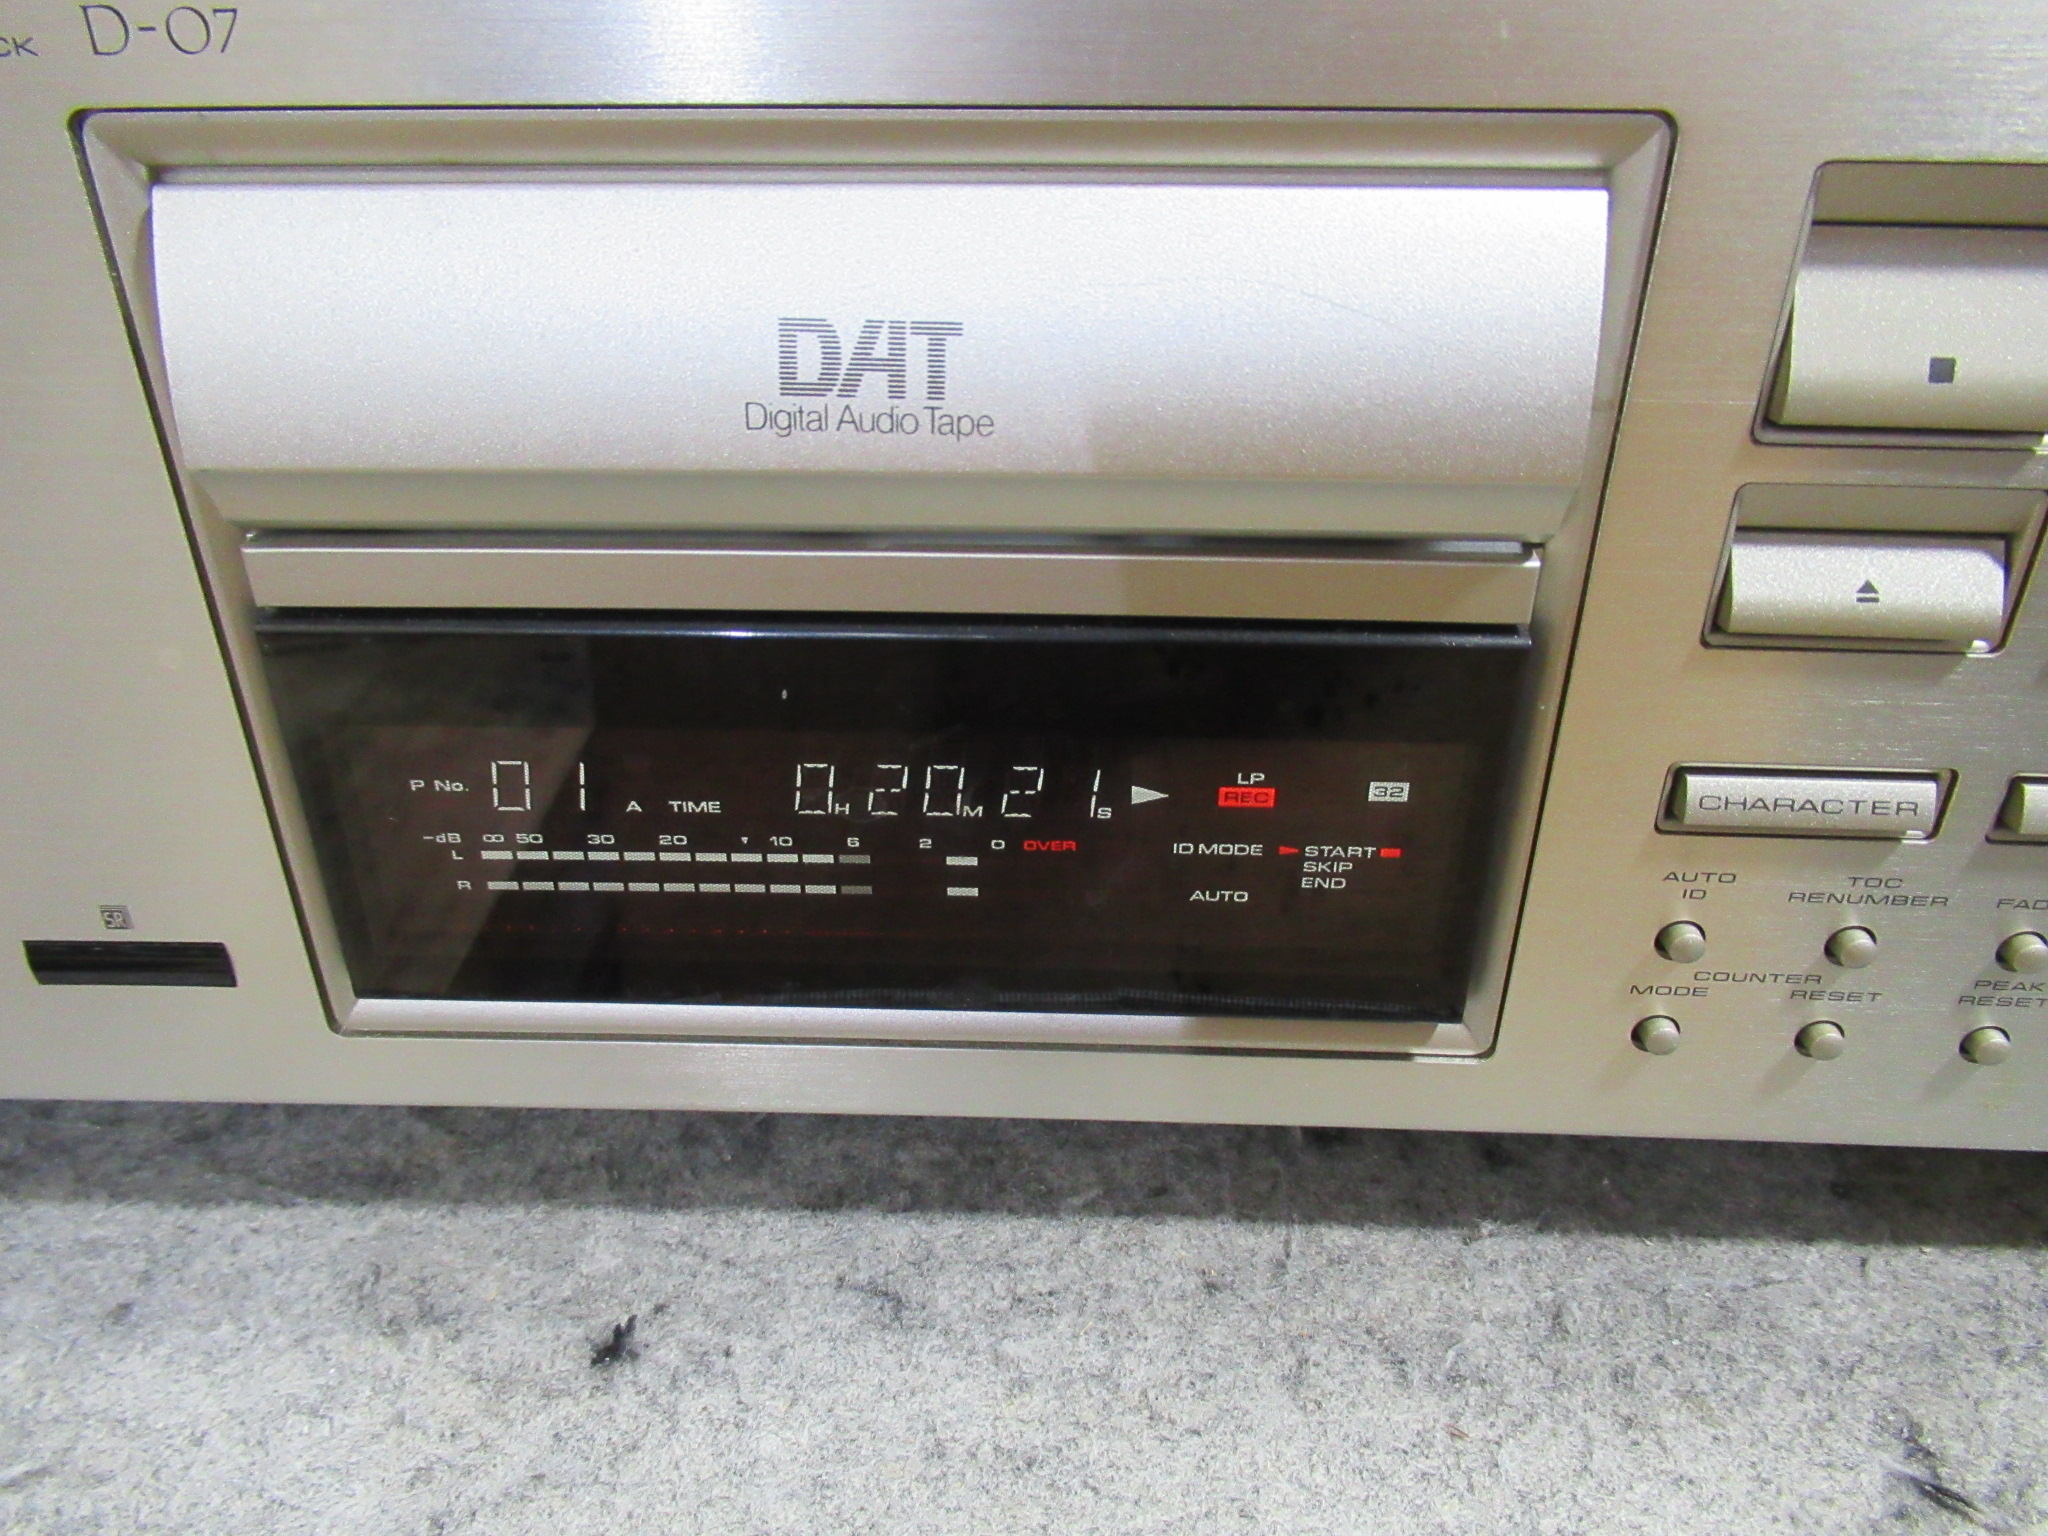 CK D-07
DAT
Digital Audio Tape
P No. 01 A TIME 0H 20M 21S LP REC 32
-dB ∞ 50 30 20 ▼ 10 6 2 0 OVER
L
R
ID MODE START
SKIP
END
AUTO
SR
CHARACTER
AUTO ID
TOC RENUMBER
FAD
COUNTER
MODE RESET
PEAK RESET